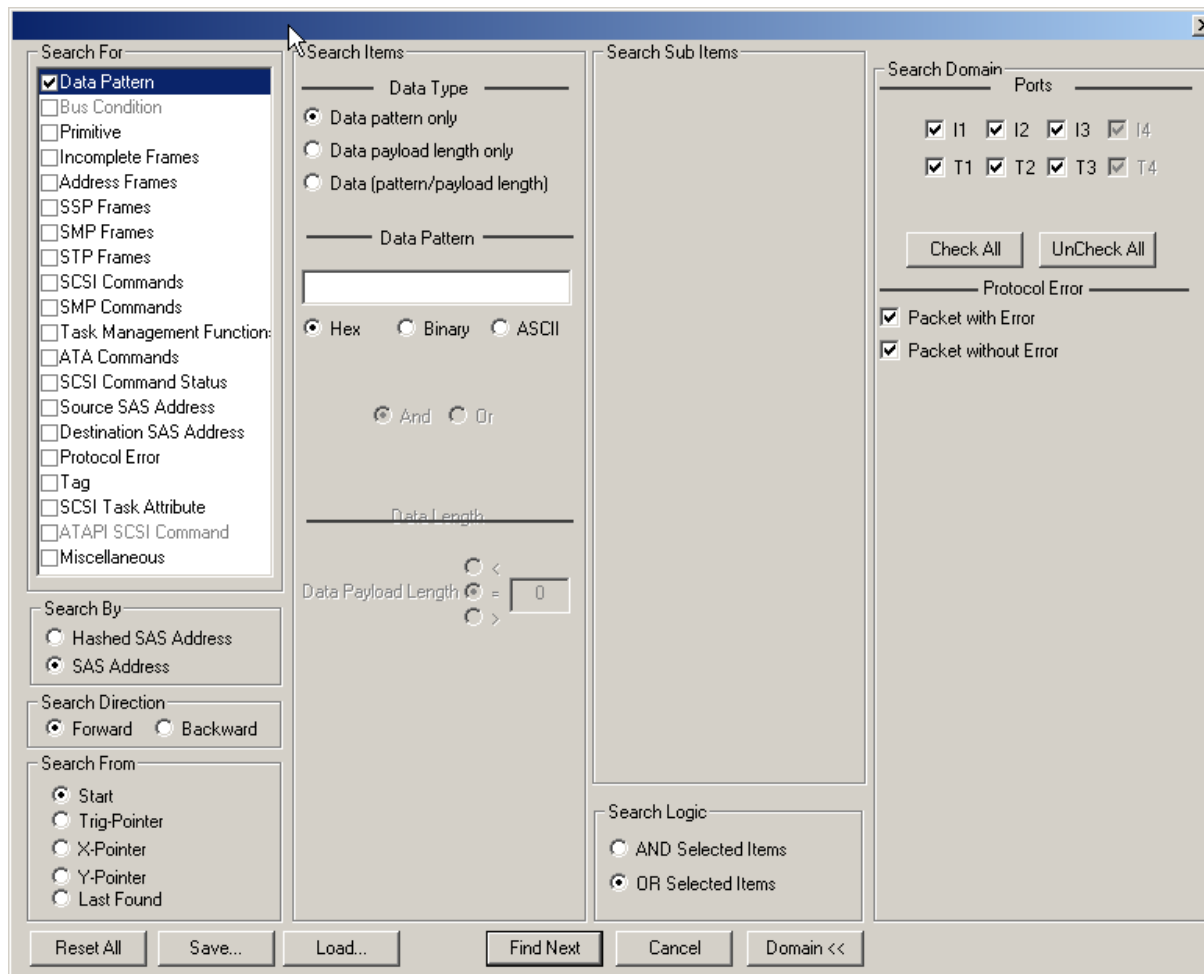 Search For
Data Pattern
Bus Condition
Primitive
Incomplete Frames
Address Frames
SSP Frames
SMP Frames
STP Frames
SCSI Commands
SMP Commands
Task Management Function:
ATA Commands
SCSI Command Status
Source SAS Address
Destination SAS Address
Protocol Error
Tag
SCSI Task Attribute
ATAPI SCSI Command
Miscellaneous
Search By
Hashed SAS Address
SAS Address
Search Direction
Forward Backward
Search From
Start
Trig-Pointer
X-Pointer
Y-Pointer
Last Found
Search Items
Data Type
Data pattern only
Data payload length only
Data (pattern/payload length)
Data Pattern
Hex Binary ASCII
And Or
Data Length
<
Data Payload Length = 0
>
Search Sub Items
Search Logic
AND Selected Items
OR Selected Items
Search Domain
Ports
I1 I2 I3 I4
T1 T2 T3 T4
Check All UnCheck All
Protocol Error
Packet with Error
Packet without Error
Reset All Save... Load... Find Next Cancel Domain <<